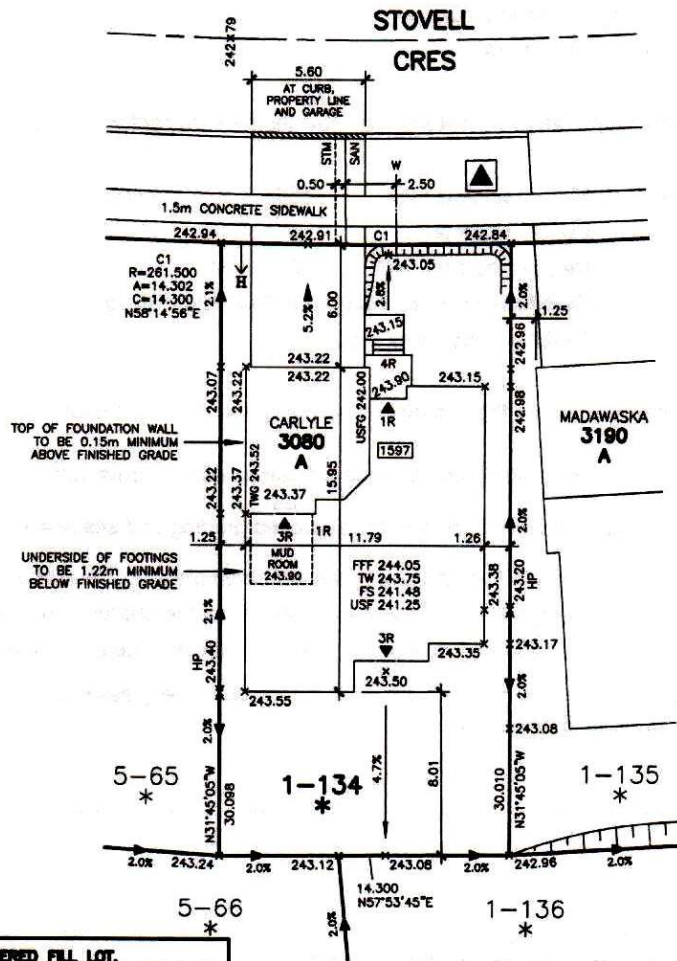 STOVELL
CRES
242 79
5.60
AT CURB,
PROPERTY LINE
AND GARAGE
STM
SAN
W
0.50
2.50
1.5m CONCRETE SIDEWALK
242.94
242.91
C1
242.84
C1
R=261.500
A=14.302
C=14.300
N58°14'56"E
2.1%
5.2%
6.00
2.8%
243.05
2.0%
1.25
243.15
4R
243.90
242.96
243.22
243.22
243.15
243.07
243.22
242.98
USFG 242.00
1R
1597
CARLYLE
3080
A
MADAWASKA
3190
A
TOP OF FOUNDATION WALL
TO BE 0.15m MINIMUM
ABOVE FINISHED GRADE
TWG 243.52
243.37
243.22
243.37
15.95
2.0%
1.25
3R
1R
11.79
1.26
MUD
ROOM
243.90
UNDERSIDE OF FOOTINGS
TO BE 1.22m MINIMUM
BELOW FINISHED GRADE
FFF 244.05
TW 243.75
FS 241.48
USF 241.25
243.38
243.20
HP
2.1%
HP
243.40
3R
243.35
243.17
243.50
243.55
2.0%
2.0%
243.08
5-65
*
N31°45'05"W
30.098
1-134
*
4.7%
8.01
N31°45'05"W
30.010
1-135
*
2.0%
243.24
2.0%
243.12
243.08
2.0%
242.96
2.0%
14.300
N57°53'45"E
5-66
*
2.0%
1-136
*
ERED FILL LOT.